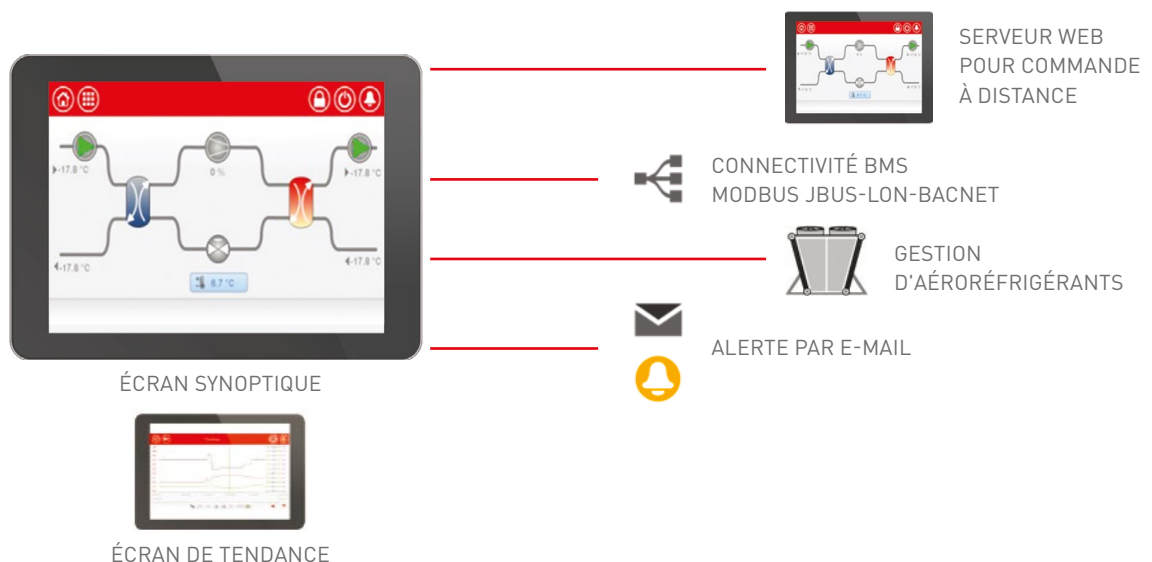 SERVEUR WEB
POUR COMMANDE
À DISTANCE
-17.8 °C
0 %
-17.8 °C
-17.8 °C
-17.8 °C
6.7 °C
CONNECTIVITÉ BMS
MODBUS JBUS-LON-BACNET
GESTION
D'AÉRORÉFRIGÉRANTS
ALERTE PAR E-MAIL
ÉCRAN SYNOPTIQUE
ÉCRAN DE TENDANCE